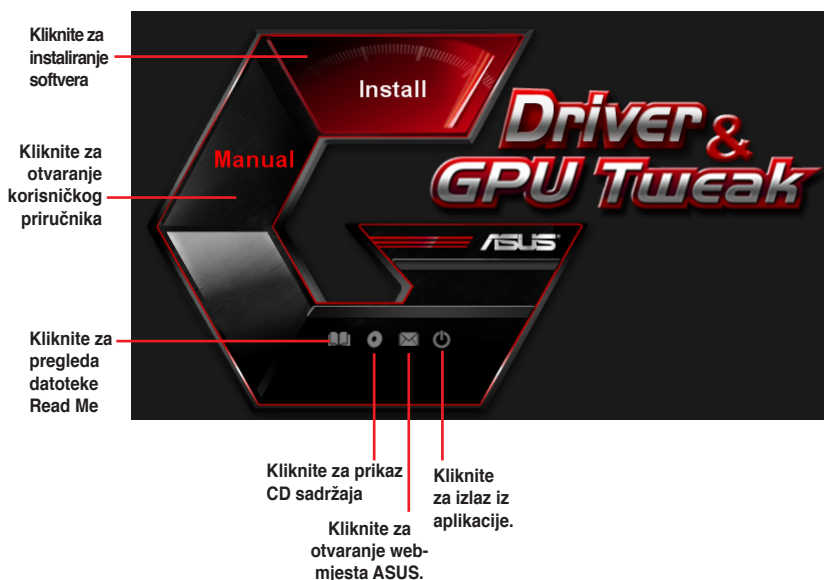 Kliknite za
instaliranje
softvera
Install
Driver &
GPU Tweak
Manual
Kliknite za
otvaranje
korisničkog
priručnika
ASUS
Kliknite za
pregleda
datoteke
Read Me
Kliknite za prikaz
CD sadržaja
Kliknite
za izlaz iz
aplikacije.
Kliknite za
otvaranje web-
mjesta ASUS.